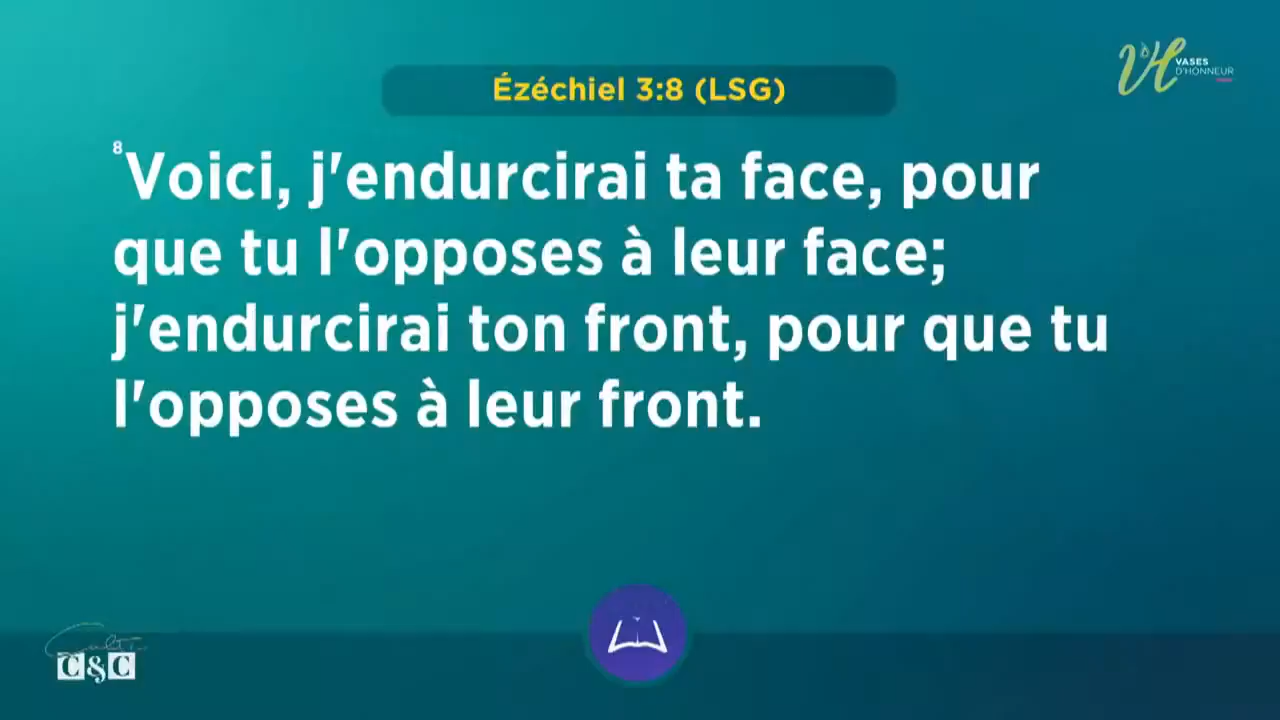 VASES
D'HONNEUR
Ézéchiel 3:8 (LSG)
8 Voici, j'endurcirai ta face, pour
que tu l'opposes à leur face;
j'endurcirai ton front, pour que tu
l'opposes à leur front.
C&C